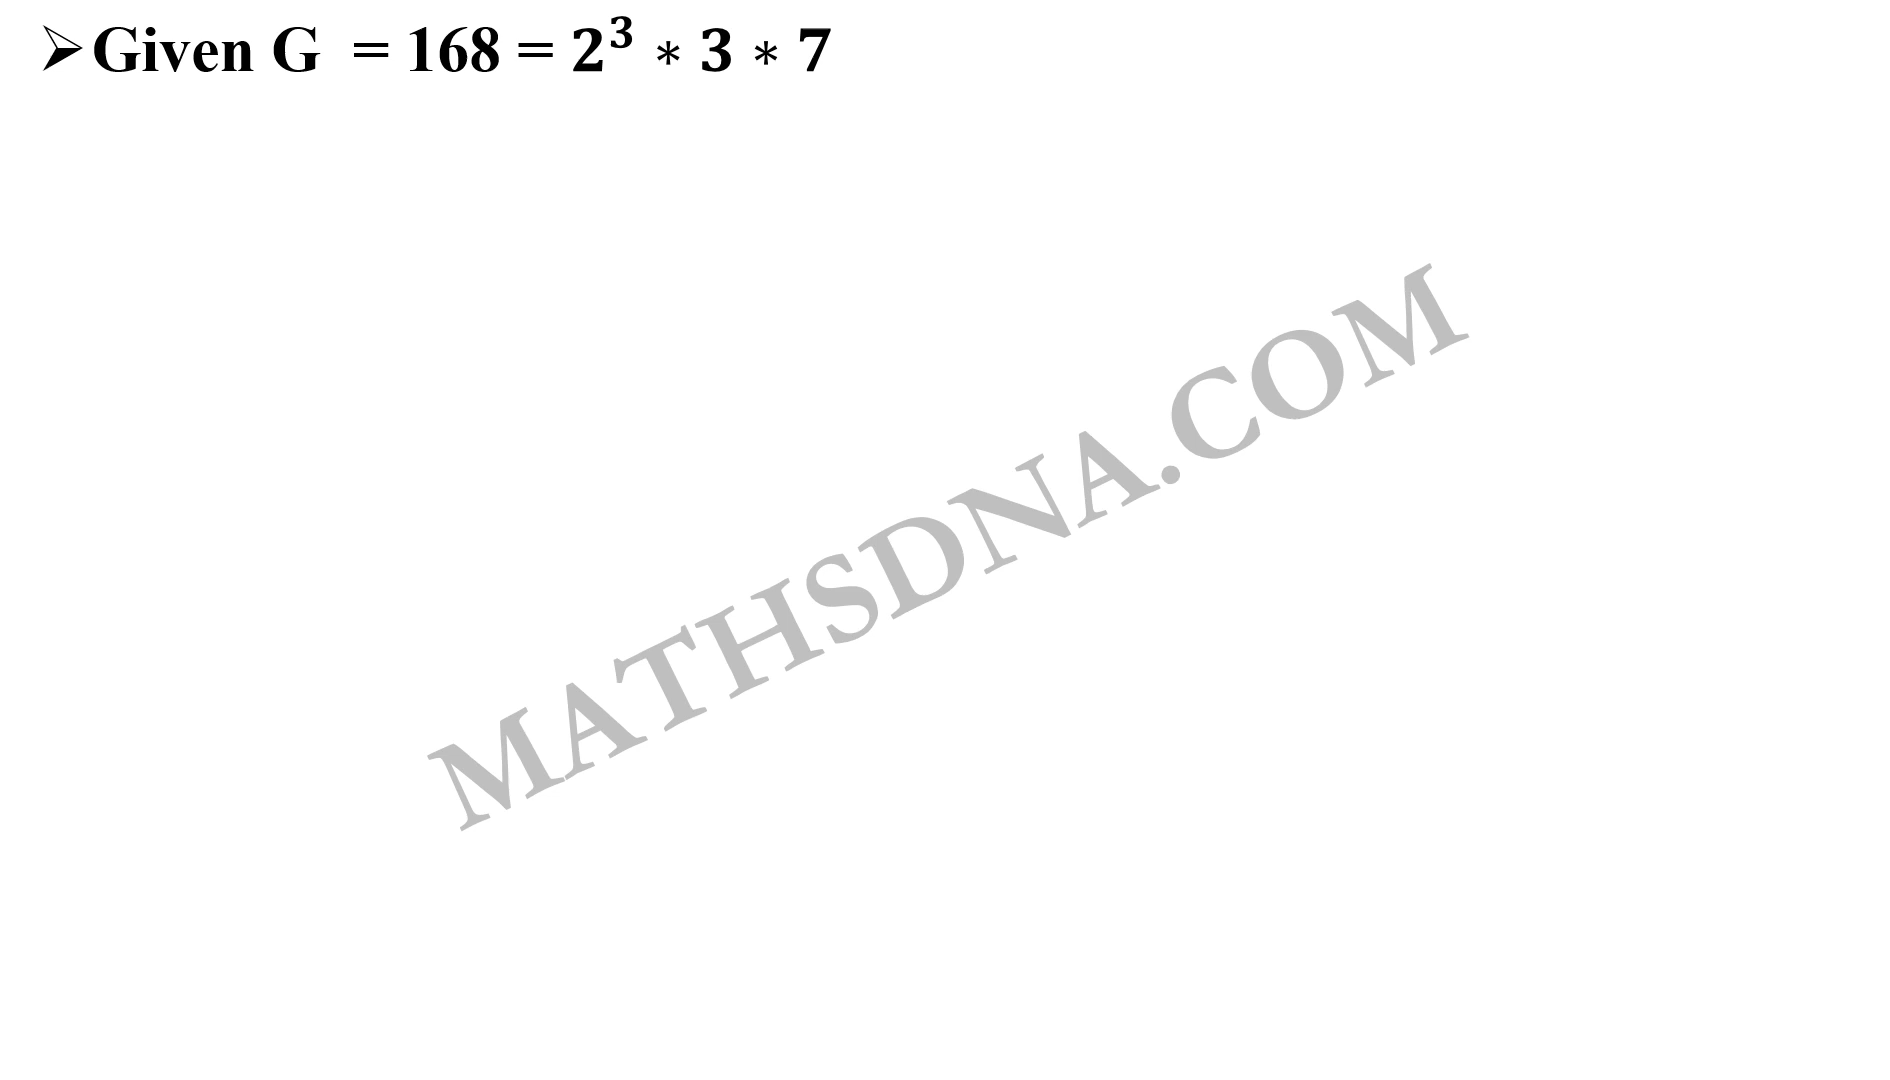 ➢Given G = 168 = 2³ ∗ 3 ∗ 7
MATHSDNA.COM